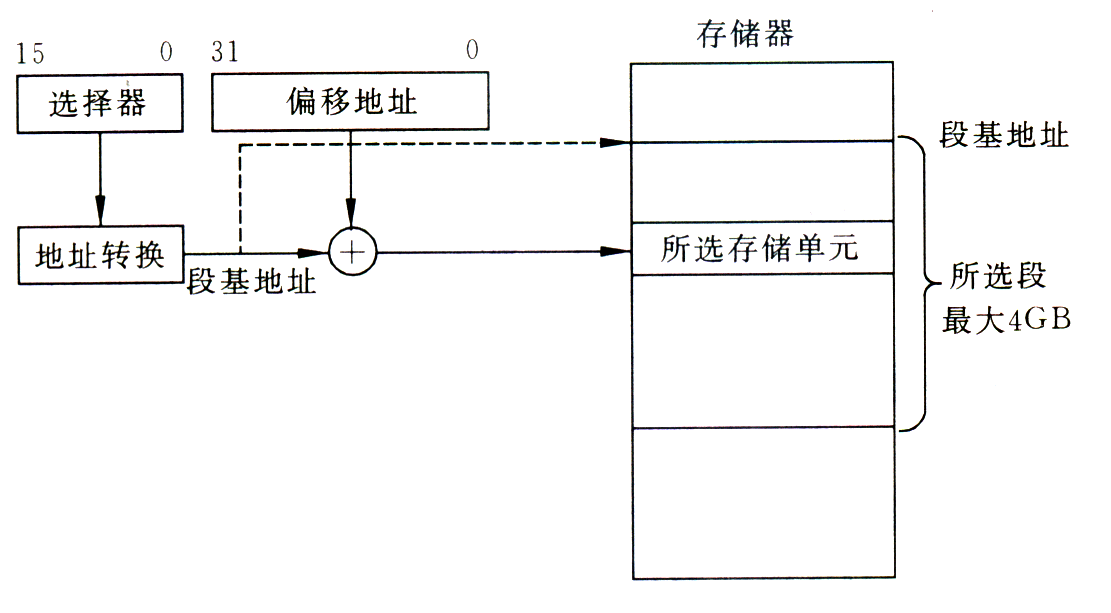 存储器
15 0
31 0
选择器
偏移地址
段基地址
地址转换
段基地址
+
所选存储单元
所选段
最大4GB